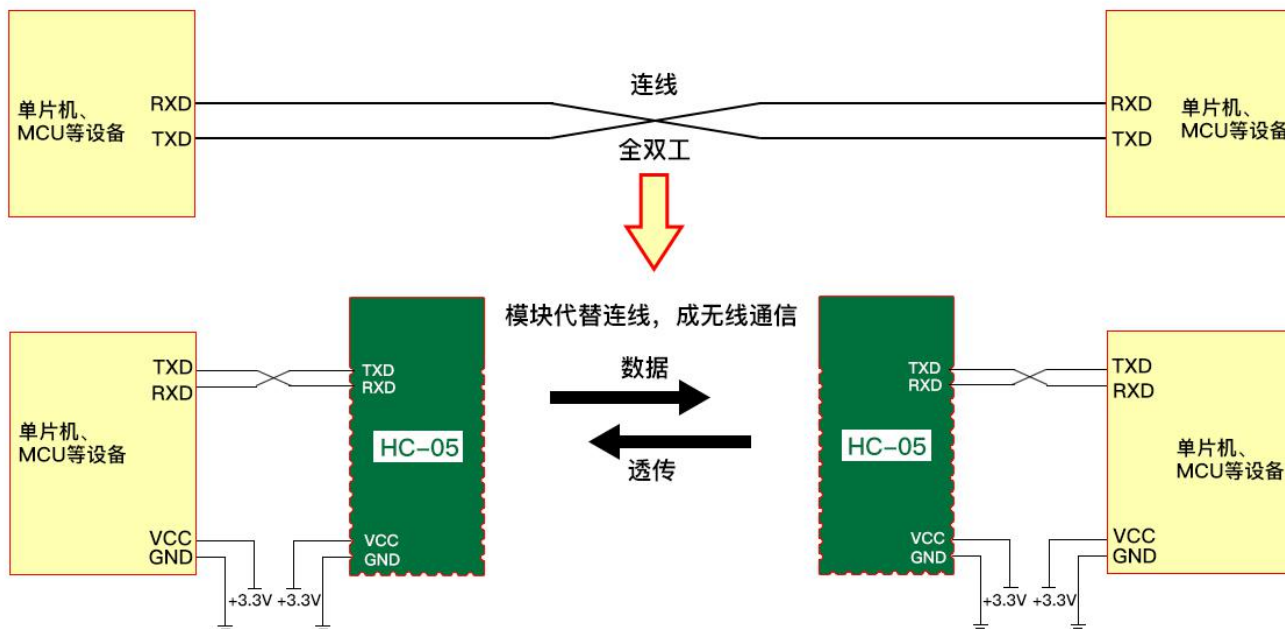 连线
单片机、
MCU等设备
RXD
TXD
RXD
TXD
单片机、
MCU等设备
全双工
模块代替连线，成无线通信
数据
透传
TXD
RXD
单片机、
MCU等设备
VCC
GND
TXD
RXD
HC-05
VCC
GND
+3.3V
+3.3V
TXD
RXD
HC-05
VCC
GND
TXD
RXD
单片机、
MCU等设备
VCC
GND
+3.3V
+3.3V